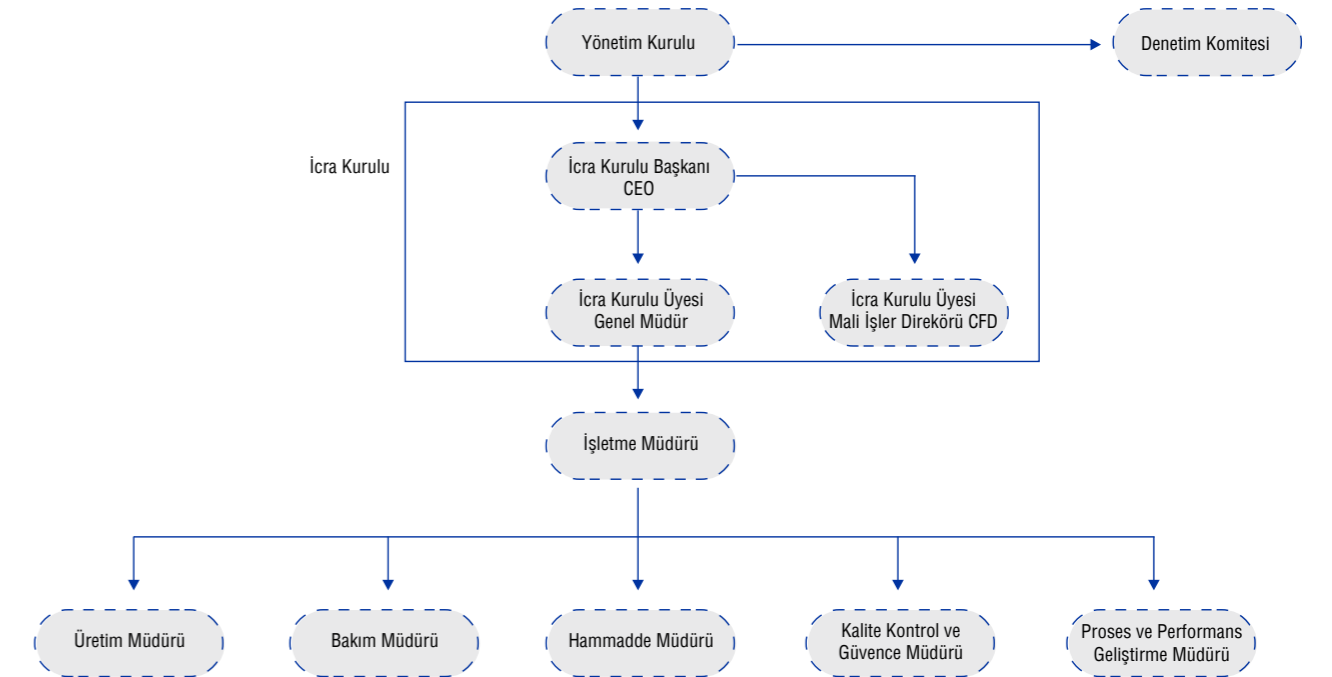 Yönetim Kurulu
Denetim Komitesi
İcra Kurulu
İcra Kurulu Başkanı
CEO
İcra Kurulu Üyesi
Genel Müdür
İcra Kurulu Üyesi
Mali İşler Direkörü CFD
İşletme Müdürü
Üretim Müdürü
Bakım Müdürü
Hammadde Müdürü
Kalite Kontrol ve
Güvence Müdürü
Proses ve Performans
Geliştirme Müdürü